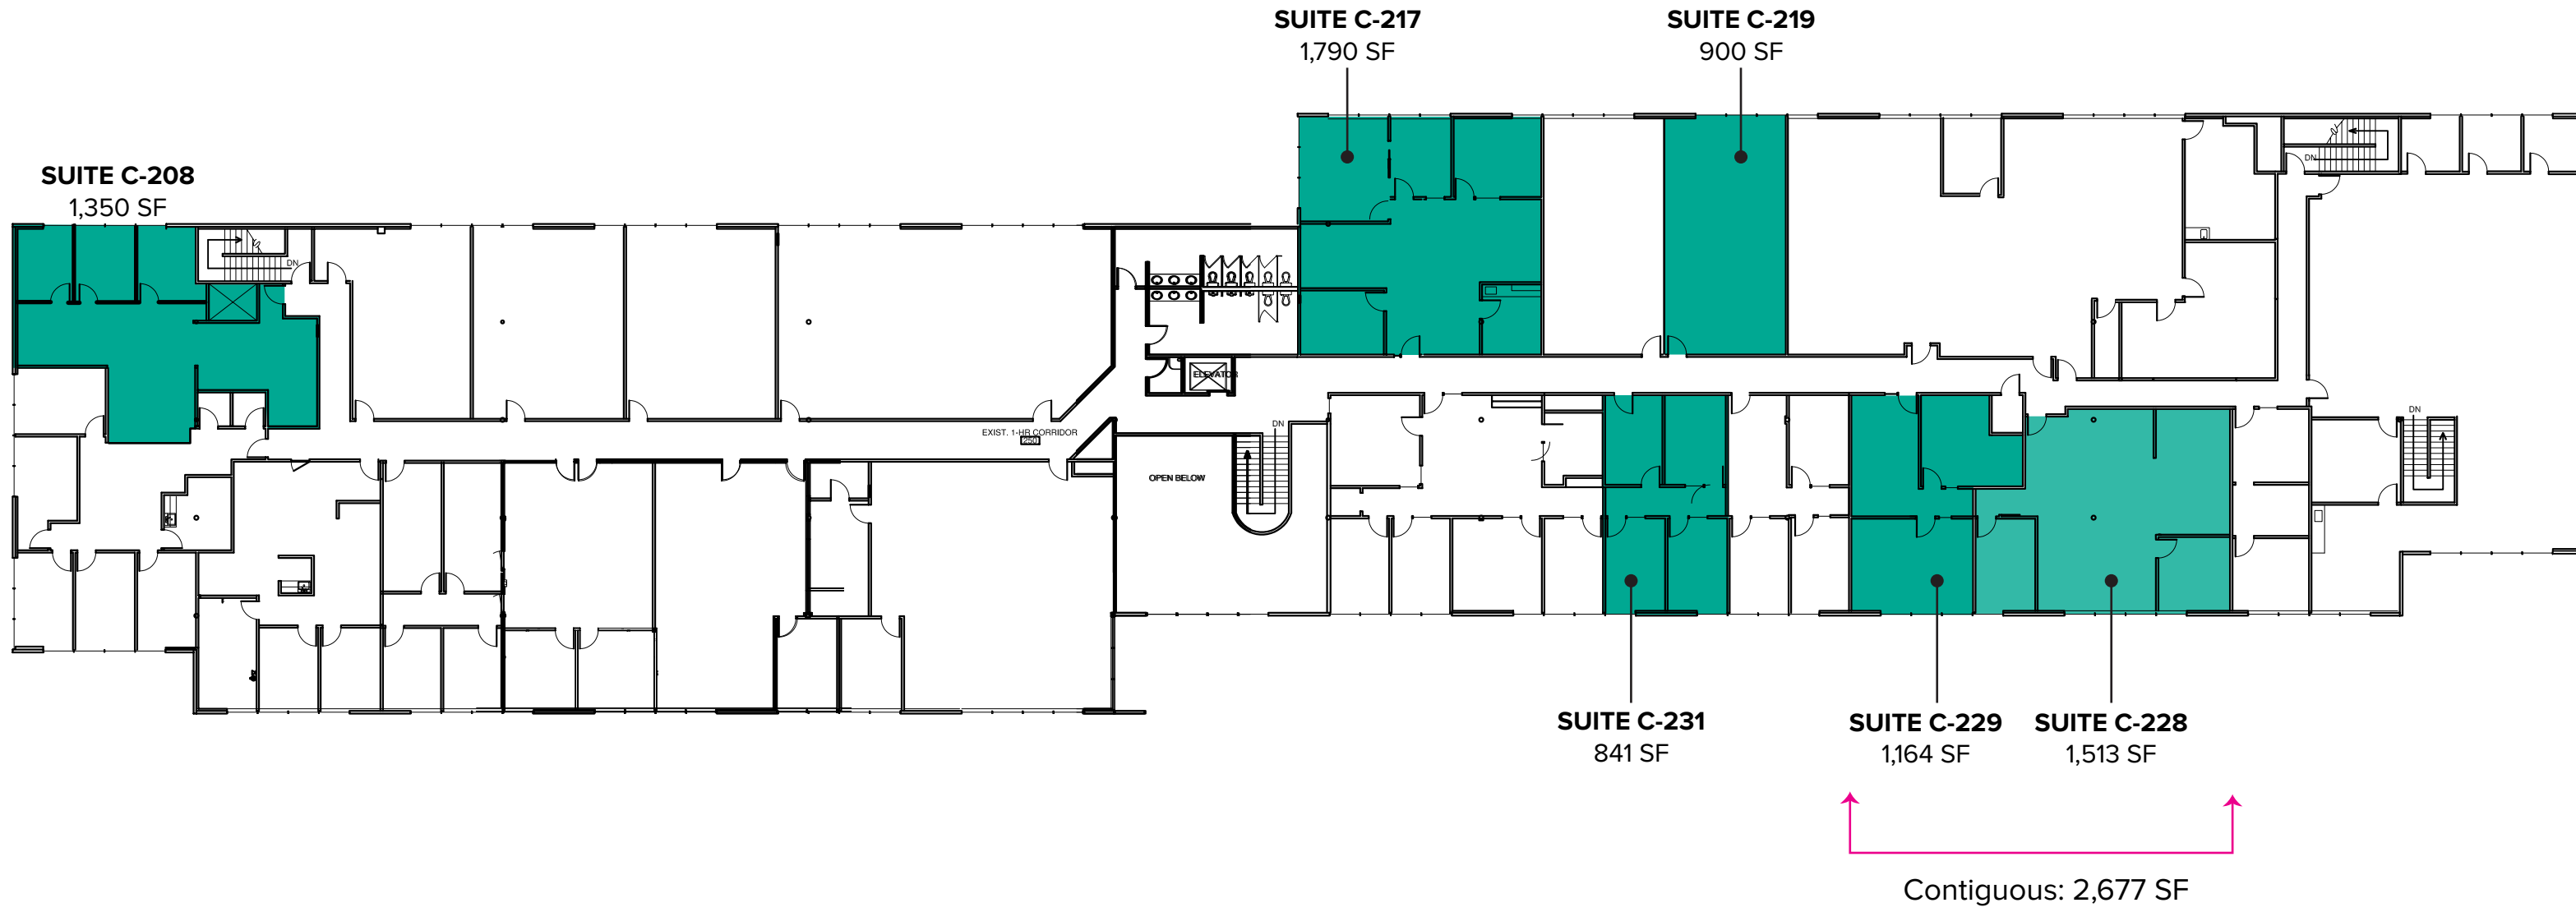 SUITE C-217
1,790 SF
SUITE C-219
900 SF
SUITE C-208
1,350 SF
DN
DN
ELEVATOR
EXIST. 1-HR CORRIDOR
250
DN
DN
OPEN BELOW
SUITE C-231
841 SF
SUITE C-229
1,164 SF
SUITE C-228
1,513 SF
Contiguous: 2,677 SF